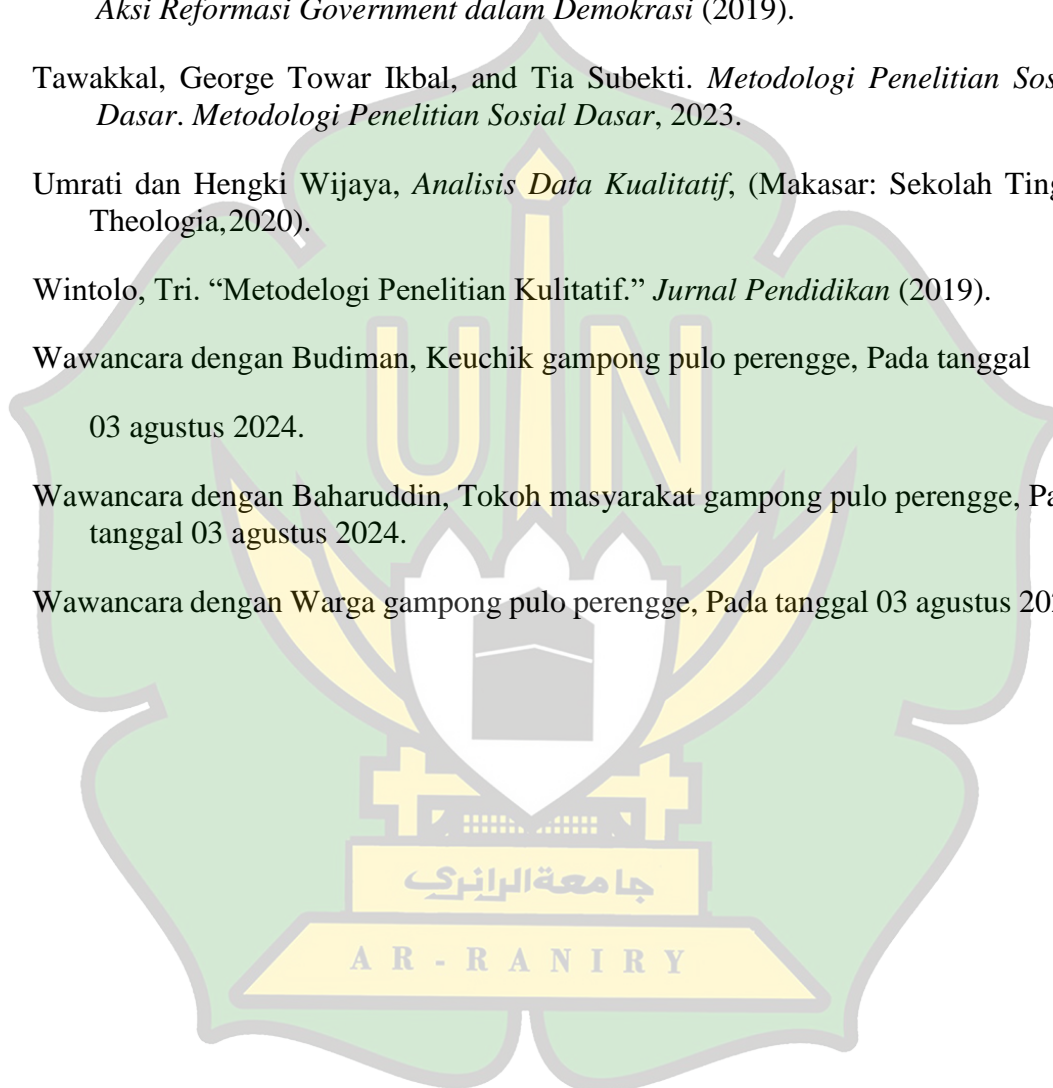 Aksi Reformasi Government dalam Demokrasi (2019).
Tawakkal, George Towar Ikbal, and Tia Subekti. Metodologi Penelitian Sos
Dasar. Metodologi Penelitian Sosial Dasar, 2023.
Umrati dan Hengki Wijaya, Analisis Data Kualitatif, (Makasar: Sekolah Ting
Theologia,2020).
Wintolo, Tri. “Metodelogi Penelitian Kulitatif.” Jurnal Pendidikan (2019).
Wawancara dengan Budiman, Keuchik gampong pulo perengge, Pada tanggal
03 agustus 2024.
Wawancara dengan Baharuddin, Tokoh masyarakat gampong pulo perengge, Pa
tanggal 03 agustus 2024.
Wawancara dengan Warga gampong pulo perengge, Pada tanggal 03 agustus 20
UIN
جامعة الرانري
AR-RANIRY